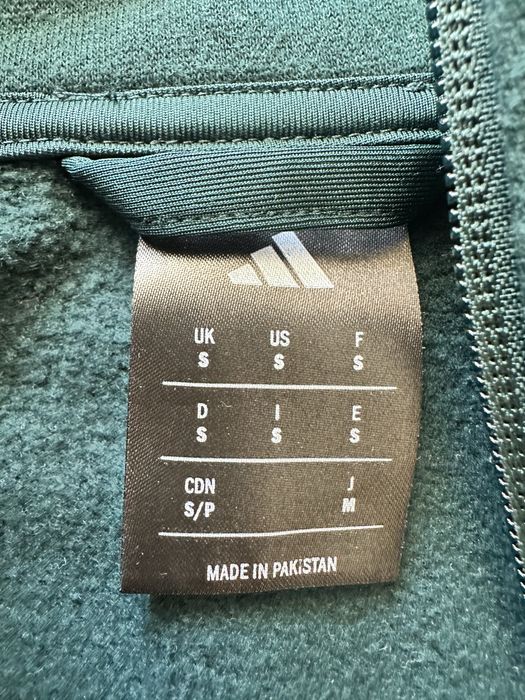 UK US F
S S S
D I E
S S S
CDN J
S/P M
MADE IN PAKiSTAN